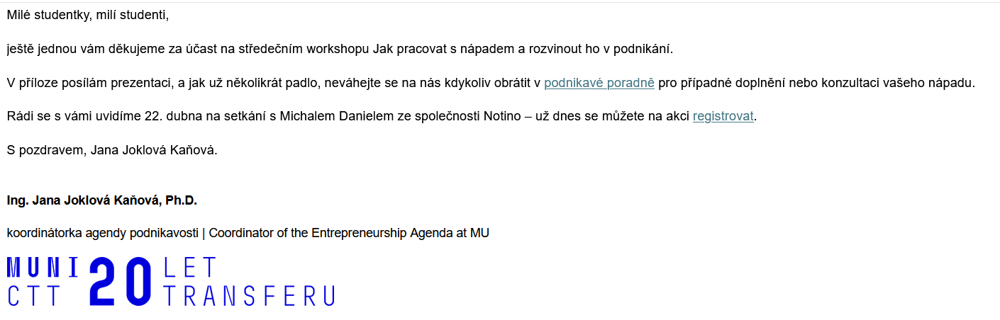 Milé studentky, milí studenti,
ještě jednou vám děkujeme za účast na středečním workshopu Jak pracovat s nápadem a rozvinout ho v podnikání.
V příloze posílám prezentaci, a jak už několikrát padlo, neváhejte se na nás kdykoliv obrátit v podnikavé poradně pro případné doplnění nebo konzultaci vašeho nápadu.
Rádi se s vámi uvidíme 22. dubna na setkání s Michalem Danielem ze společnosti Notino – už dnes se můžete na akci registrovat.
S pozdravem, Jana Joklová Kaňová.
Ing. Jana Joklová Kaňová, Ph.D.
koordinátorka agendy podnikavosti | Coordinator of the Entrepreneurship Agenda at MU
MUNI
CTT
20
LET
TRANSFERU